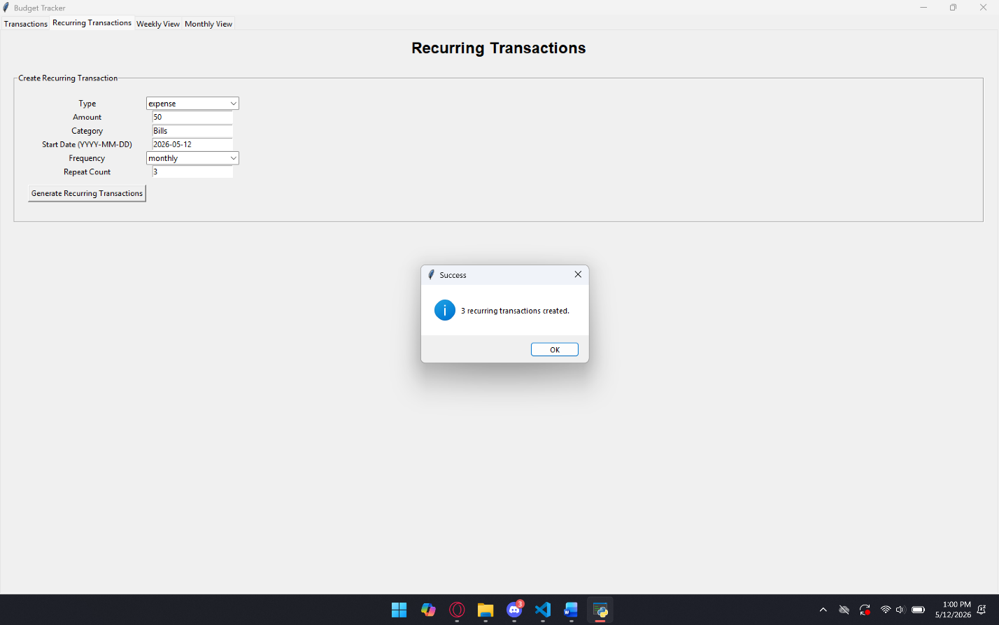 Budget Tracker
Transactions Recurring Transactions Weekly View Monthly View
Recurring Transactions
Create Recurring Transaction
Type expense
Amount 50
Category Bills
Start Date (YYYY-MM-DD) 2026-05-12
Frequency monthly
Repeat Count 3
Generate Recurring Transactions
Success
i
3 recurring transactions created.
OK
3
W
1:00 PM
5/12/2026